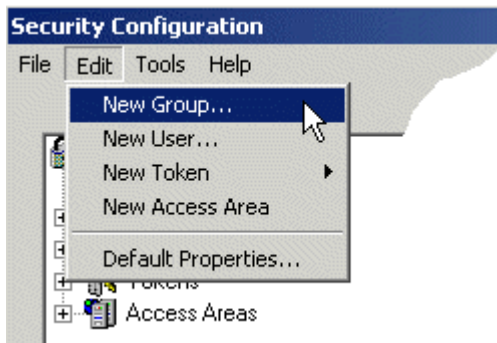 Security Configuration
File Edit Tools Help
New Group...
New User...
New Token
New Access Area
Default Properties...
Tokens
Access Areas